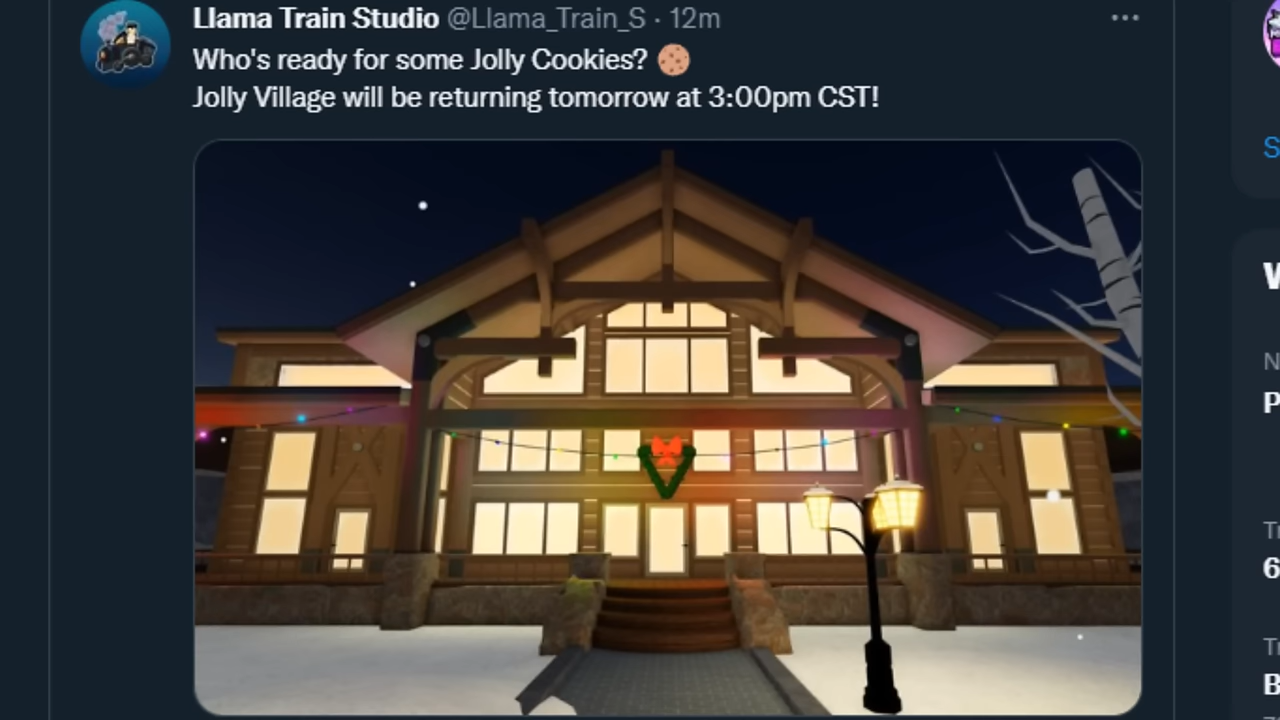 Llama Train Studio @Llama_Train_S · 12m
Who's ready for some Jolly Cookies? 🍪
Jolly Village will be returning tomorrow at 3:00pm CST!